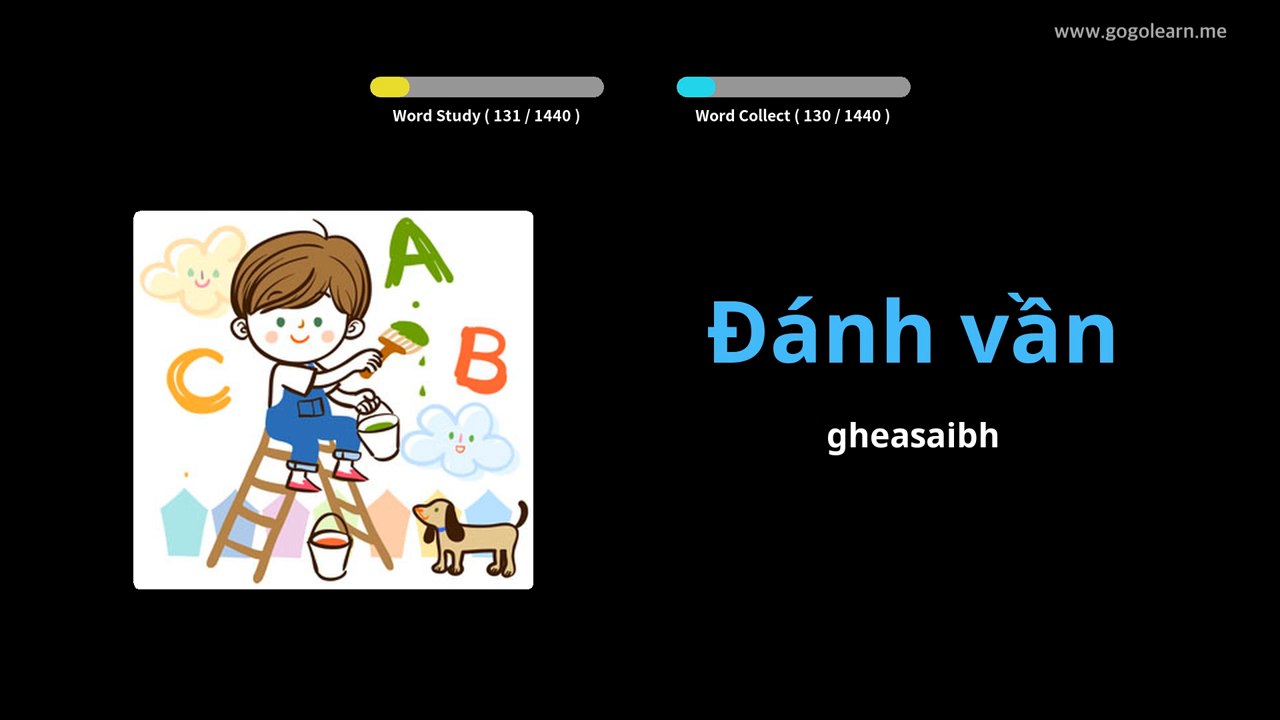 www.gogolearn.me
Word Study ( 131 / 1440 )
Word Collect ( 130 / 1440 )
A
B
C
Đánh vần
gheasaibh